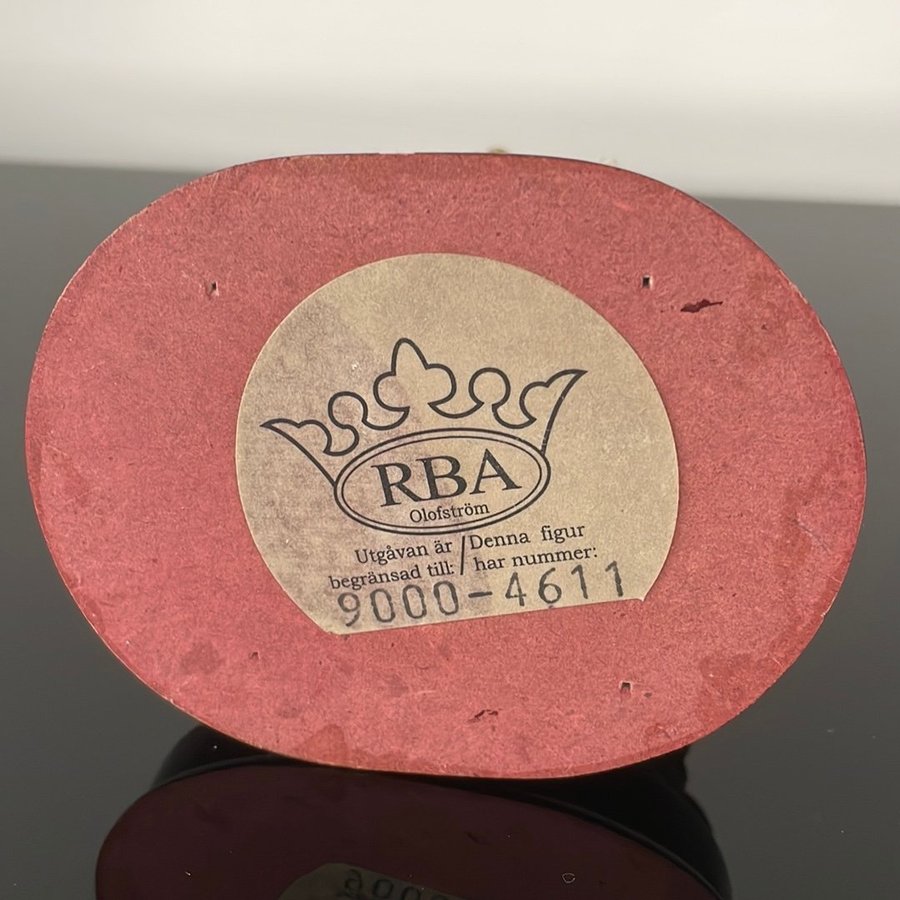 RBA
Olofström
Utgåvan är / Denna figur
begränsad till: / har nummer:
9000-4611